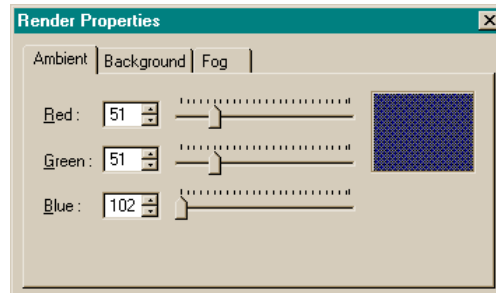 Render Properties
Ambient Background Fog
Red : 51
Green : 51
Blue : 102